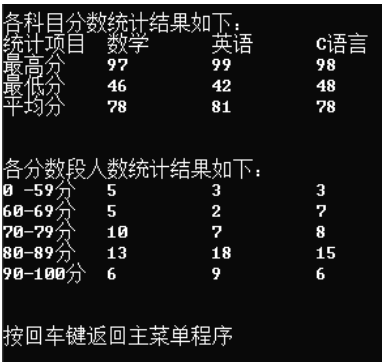 各科目分数统计结果如下:
统计项目 数学 英语 C语言
最高分 97 99 98
最低分 46 42 48
平均分 78 81 78
各分数段人数统计结果如下:
0 -59分 5 3 3
60-69分 5 2 7
70-79分 10 7 8
80-89分 13 18 15
90-100分 6 9 6
按回车键返回主菜单程序